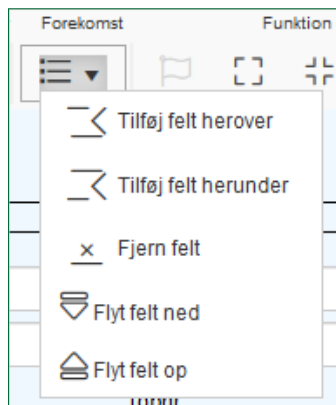 Forekomst Funktion
Tilføj felt herover
Tilføj felt herunder
Fjern felt
Flyt felt ned
Flyt felt op